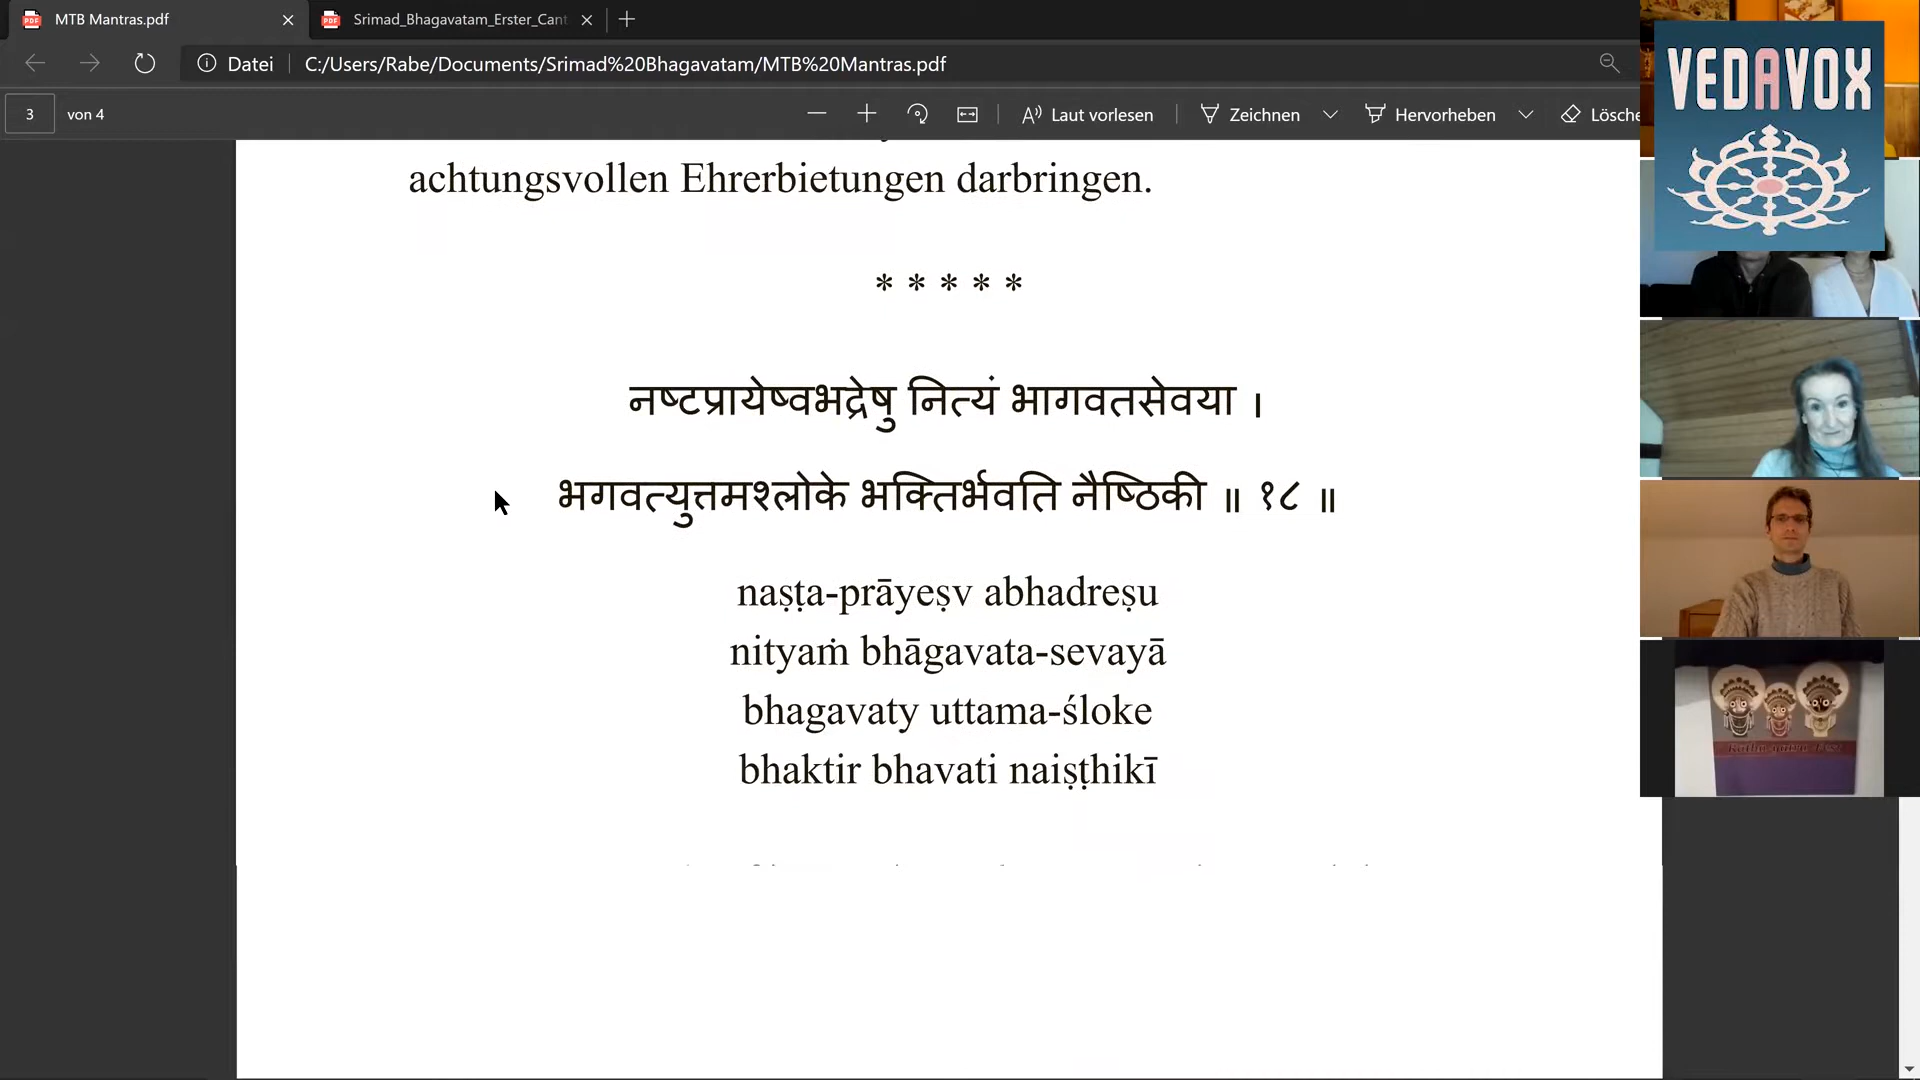 MTB Mantras.pdf
Srimad_Bhagavatam_Erster_Cant
Datei
C:/Users/Rabe/Documents/Srimad%20Bhagavatam/MTB%20Mantras.pdf
3 von 4
Laut vorlesen
Zeichnen
Hervorheben
Lösche
VEDAVOX
achtungsvollen Ehrerbietungen darbringen.
* * * * *
नष्टप्रायेष्वभद्रेषु नित्यं भागवतसेवया ।
भगवत्युत्तमश्लोके भक्तिर्भवति नैष्ठिकी ॥ १८ ॥
naṣṭa-prāyeṣv abhadreṣu
nityaṁ bhāgavata-sevayā
bhagavaty uttama-śloke
bhaktir bhavati naiṣṭhikī